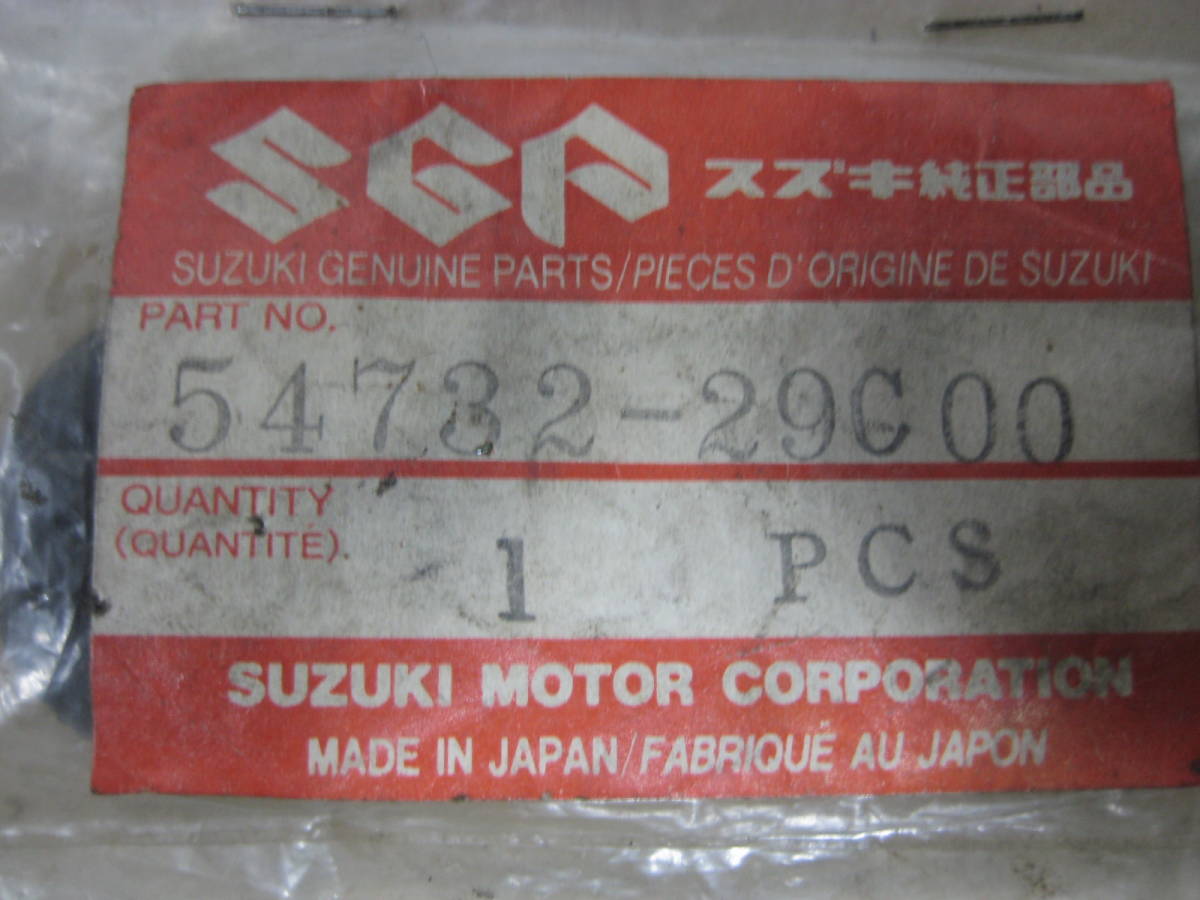 SGP スズキ純正部品
SUZUKI GENUINE PARTS/PIECES D'ORIGINE DE SUZUKI
PART NO.
54732-29C00
QUANTITY
(QUANTITÉ).
1 PCS
SUZUKI MOTOR CORPORATION
MADE IN JAPAN/FABRIQUÉ AU JAPON